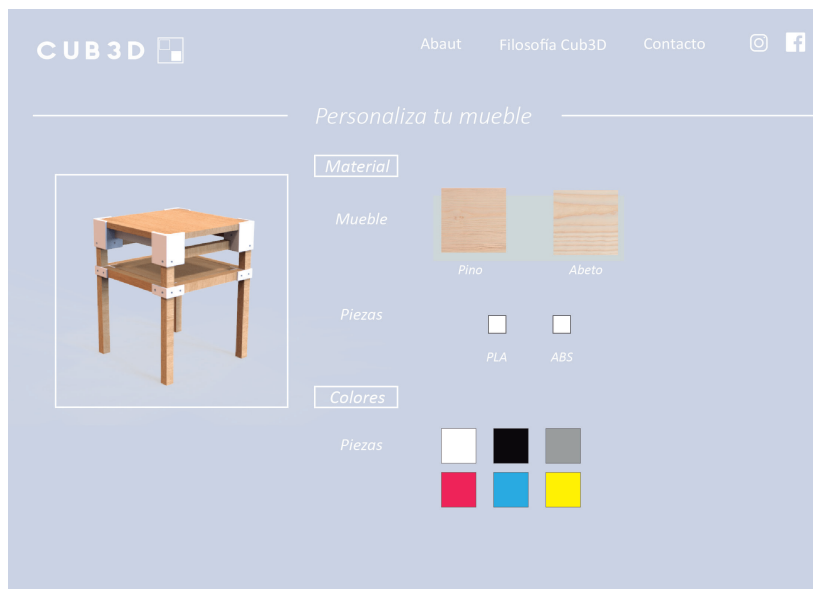 CUB3D
Abaut Filosofía Cub3D Contacto
Personaliza tu mueble
Material
Mueble
Pino Abeto
Piezas
PLA ABS
Colores
Piezas